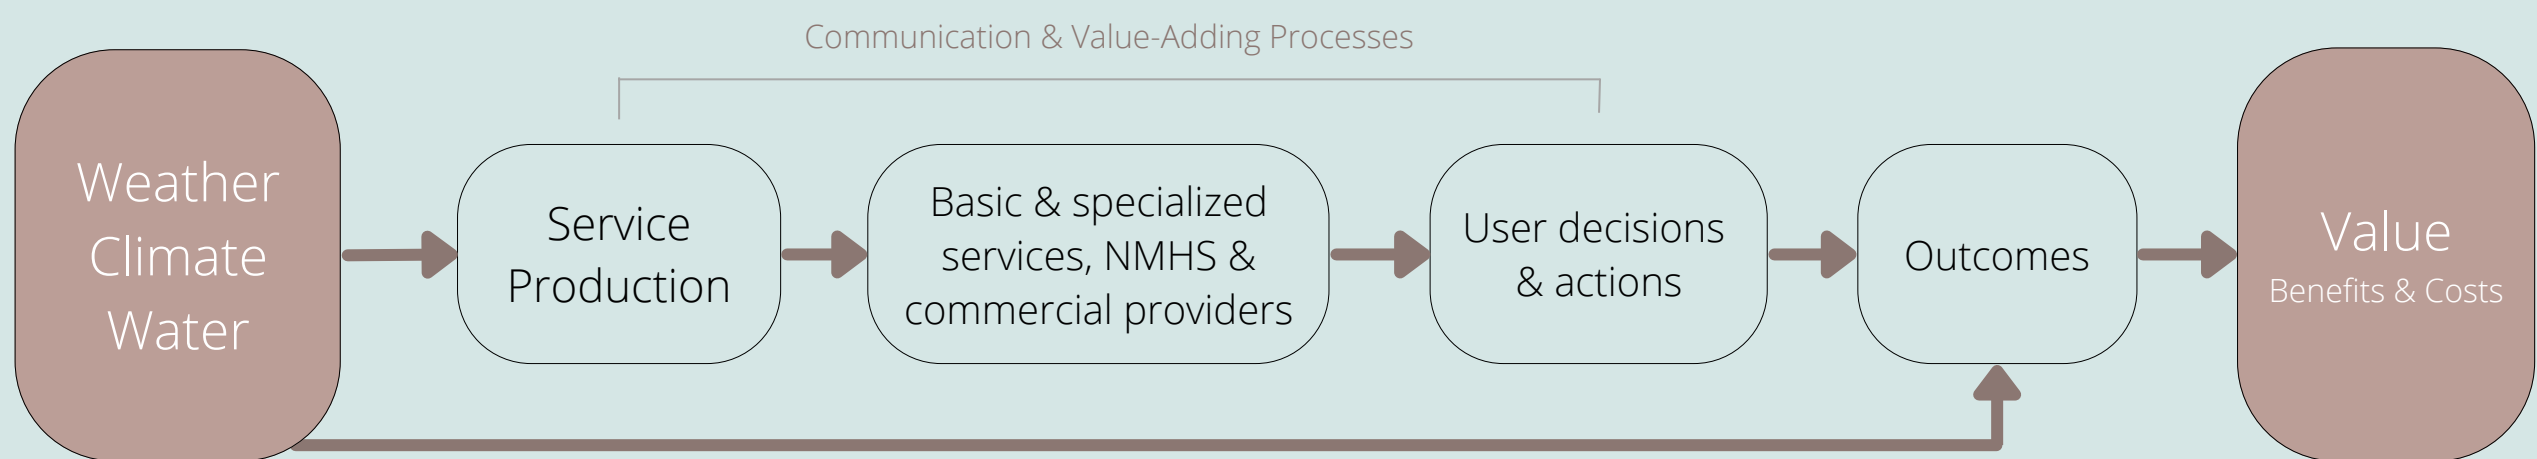 Communication & Value-Adding Processes
Weather
Climate
Water
Service
Production
Basic & specialized
services, NMHS &
commercial providers
User decisions
& actions
Outcomes
Value
Benefits & Costs